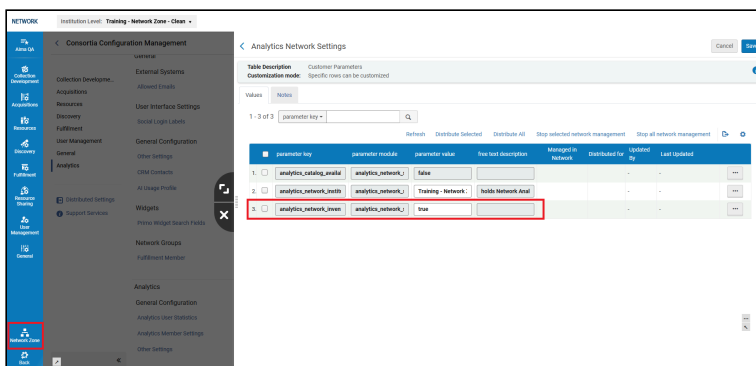 NETWORK
Institution Level: Training - Network Zone - Clean
Alma QA
Collection Development
Acquisitions
Resources
Discovery
Fulfillment
Resource Sharing
User Management
General
Network Zone
Back
Consortia Configuration Management
Collection Developme...
Acquisitions
Resources
Discovery
Fulfillment
User Management
General
Analytics
Distributed Settings
Support Services
General
External Systems
Allowed Emails
User Interface Settings
Social Login Labels
General Configuration
Other Settings
CRM Contacts
AI Usage Profile
Widgets
Primo Widget Search Fields
Network Groups
Fulfillment Member
Analytics
General Configuration
Analytics User Statistics
Analytics Member Settings
Other Settings
Analytics Network Settings
Cancel Save
Table Description Customer Parameters
Customization mode: Specific rows can be customized
Values Notes
1 - 3 of 3 parameter key
Refresh Distribute Selected Distribute All Stop selected network management Stop all network management
parameter key parameter module parameter value free text description Managed in Network Distributed for Updated By Last Updated
1. analytics_catalog_availa analytics_network_ false - -
2. analytics_network_instit analytics_network_ Training - Network holds Network Anal - -
3. analytics_network_inven analytics_network_ true - -